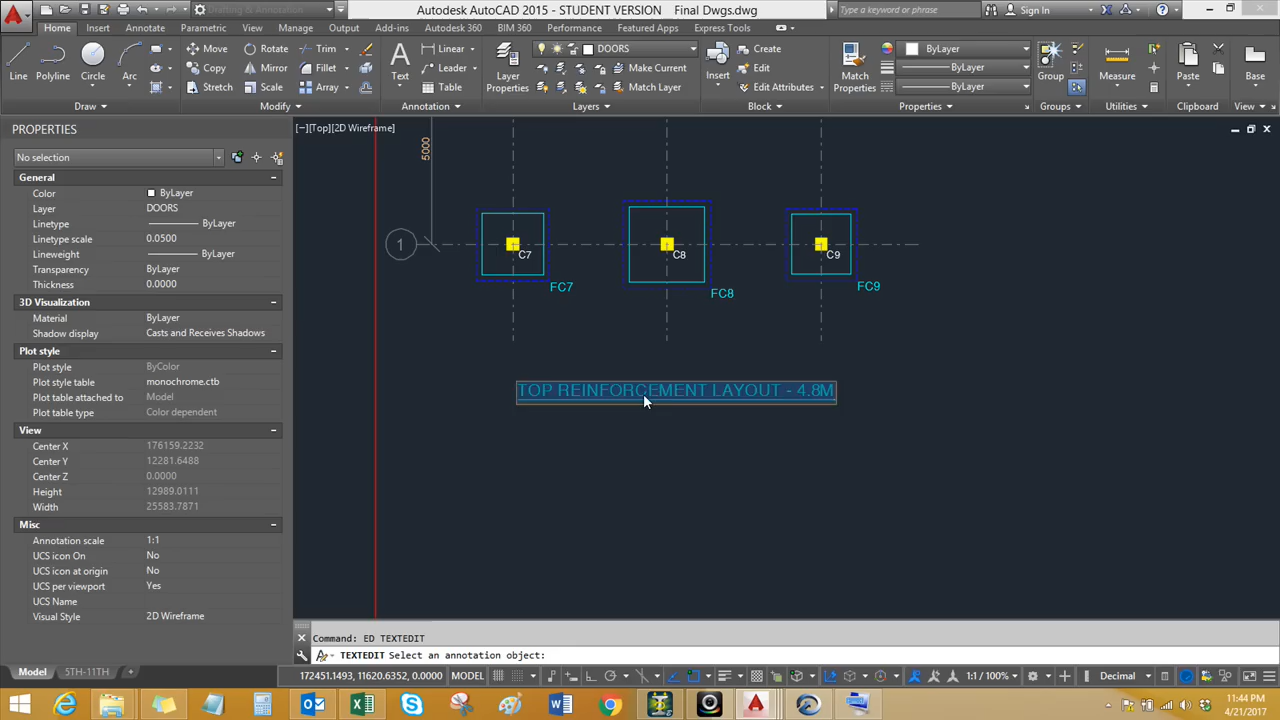 Drafting & Annotation
Autodesk AutoCAD 2015 - STUDENT VERSION Final Dwgs.dwg
Type a keyword or phrase
Sign In
Home Insert Annotate Parametric View Manage Output Add-ins Autodesk 360 BIM 360 Performance Featured Apps Express Tools
Line Polyline Circle Arc
Move Rotate Trim
Copy Mirror Fillet
Stretch Scale Array
Text
Linear
Leader
Table
Layer Properties
DOORS
Make Current
Match Layer
Insert
Create
Edit
Edit Attributes
Match Properties
ByLayer
ByLayer
ByLayer
Group
Measure
Paste
Base
Draw Modify Annotation Layers Block Properties Groups Utilities Clipboard View
PROPERTIES
No selection
General
Color ByLayer
Layer DOORS
Linetype ByLayer
Linetype scale 0.0500
Lineweight ByLayer
Transparency ByLayer
Thickness 0.0000
3D Visualization
Material ByLayer
Shadow display Casts and Receives Shadows
Plot style
Plot style ByColor
Plot style table monochrome.ctb
Plot table attached to Model
Plot table type Color dependent
View
Center X 176159.2232
Center Y 12281.6488
Center Z 0.0000
Height 12989.0111
Width 25583.7871
Misc
Annotation scale 1:1
UCS icon On No
UCS icon at origin No
UCS per viewport Yes
UCS Name
Visual Style 2D Wireframe
[−][Top][2D Wireframe]
5000
1
C7 C8 C9
FC7 FC8 FC9
TOP REINFORCEMENT LAYOUT - 4.8M
Command: ED TEXTEDIT
TEXTEDIT Select an annotation object:
Model 5TH-11TH +
172451.1493, 11620.6352, 0.0000 MODEL
1:1 / 100%
Decimal
11:44 PM
4/21/2017